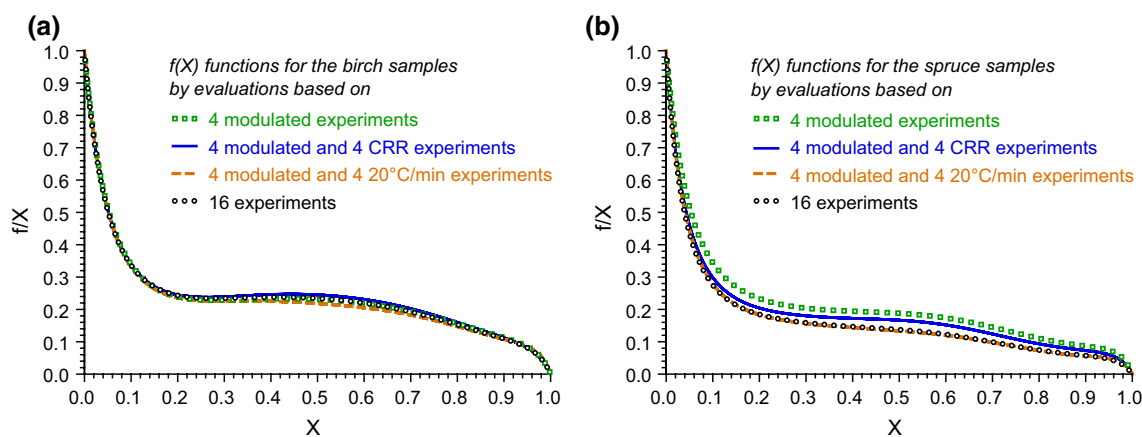 (a)
f(X) functions for the birch samples
by evaluations based on
4 modulated experiments
4 modulated and 4 CRR experiments
4 modulated and 4 20°C/min experiments
16 experiments
1.0
0.9
0.8
0.7
0.6
0.5
0.4
0.3
0.2
0.1
0.0
f/X
0.0 0.1 0.2 0.3 0.4 0.5 0.6 0.7 0.8 0.9 1.0
X
(b)
f(X) functions for the spruce samples
by evaluations based on
4 modulated experiments
4 modulated and 4 CRR experiments
4 modulated and 4 20°C/min experiments
16 experiments
1.0
0.9
0.8
0.7
0.6
0.5
0.4
0.3
0.2
0.1
0.0
f/X
0.0 0.1 0.2 0.3 0.4 0.5 0.6 0.7 0.8 0.9 1.0
X